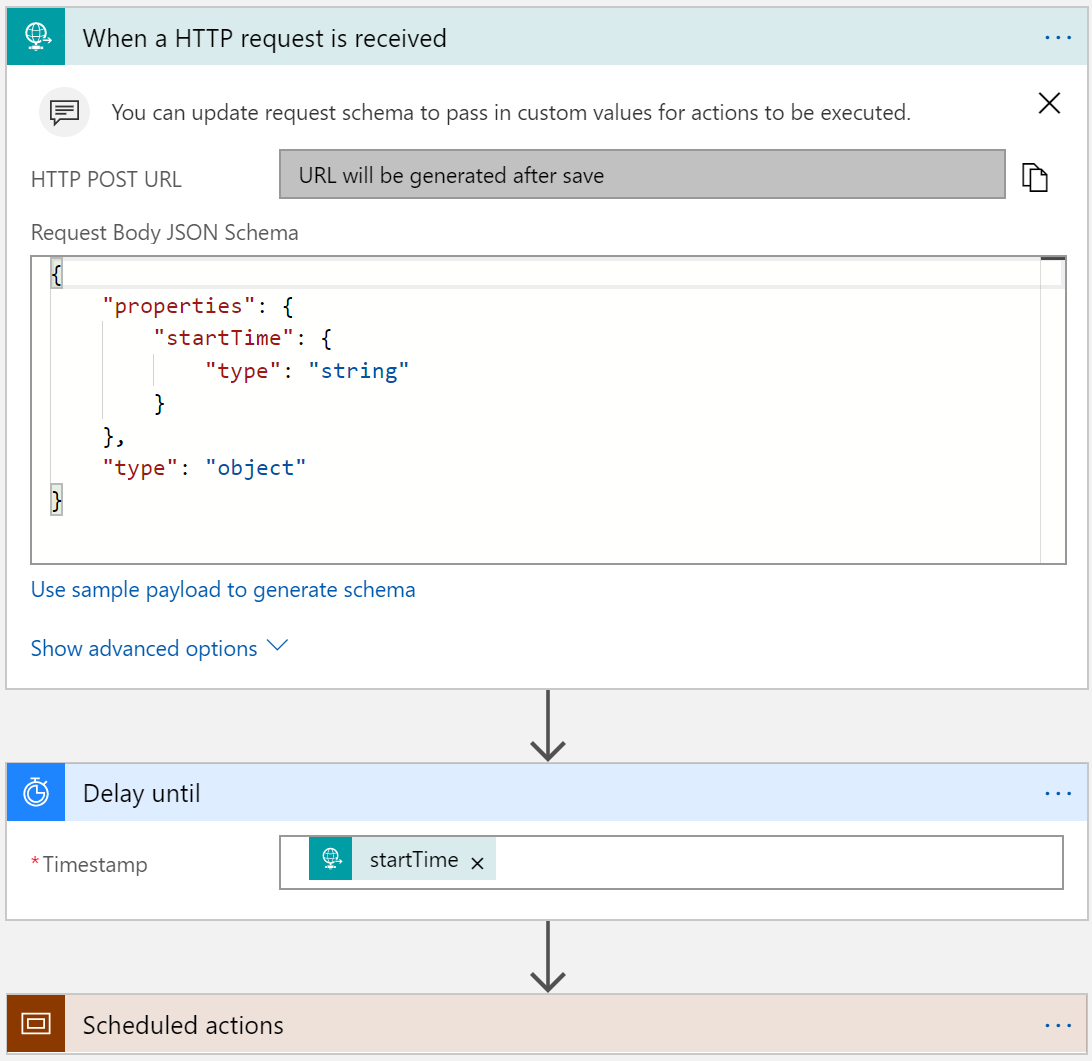 When a HTTP request is received
You can update request schema to pass in custom values for actions to be executed.
HTTP POST URL
URL will be generated after save
Request Body JSON Schema
{
"properties": {
"startTime": {
"type": "string"
}
},
"type": "object"
}
Use sample payload to generate schema
Show advanced options
Delay until
*Timestamp
startTime
Scheduled actions